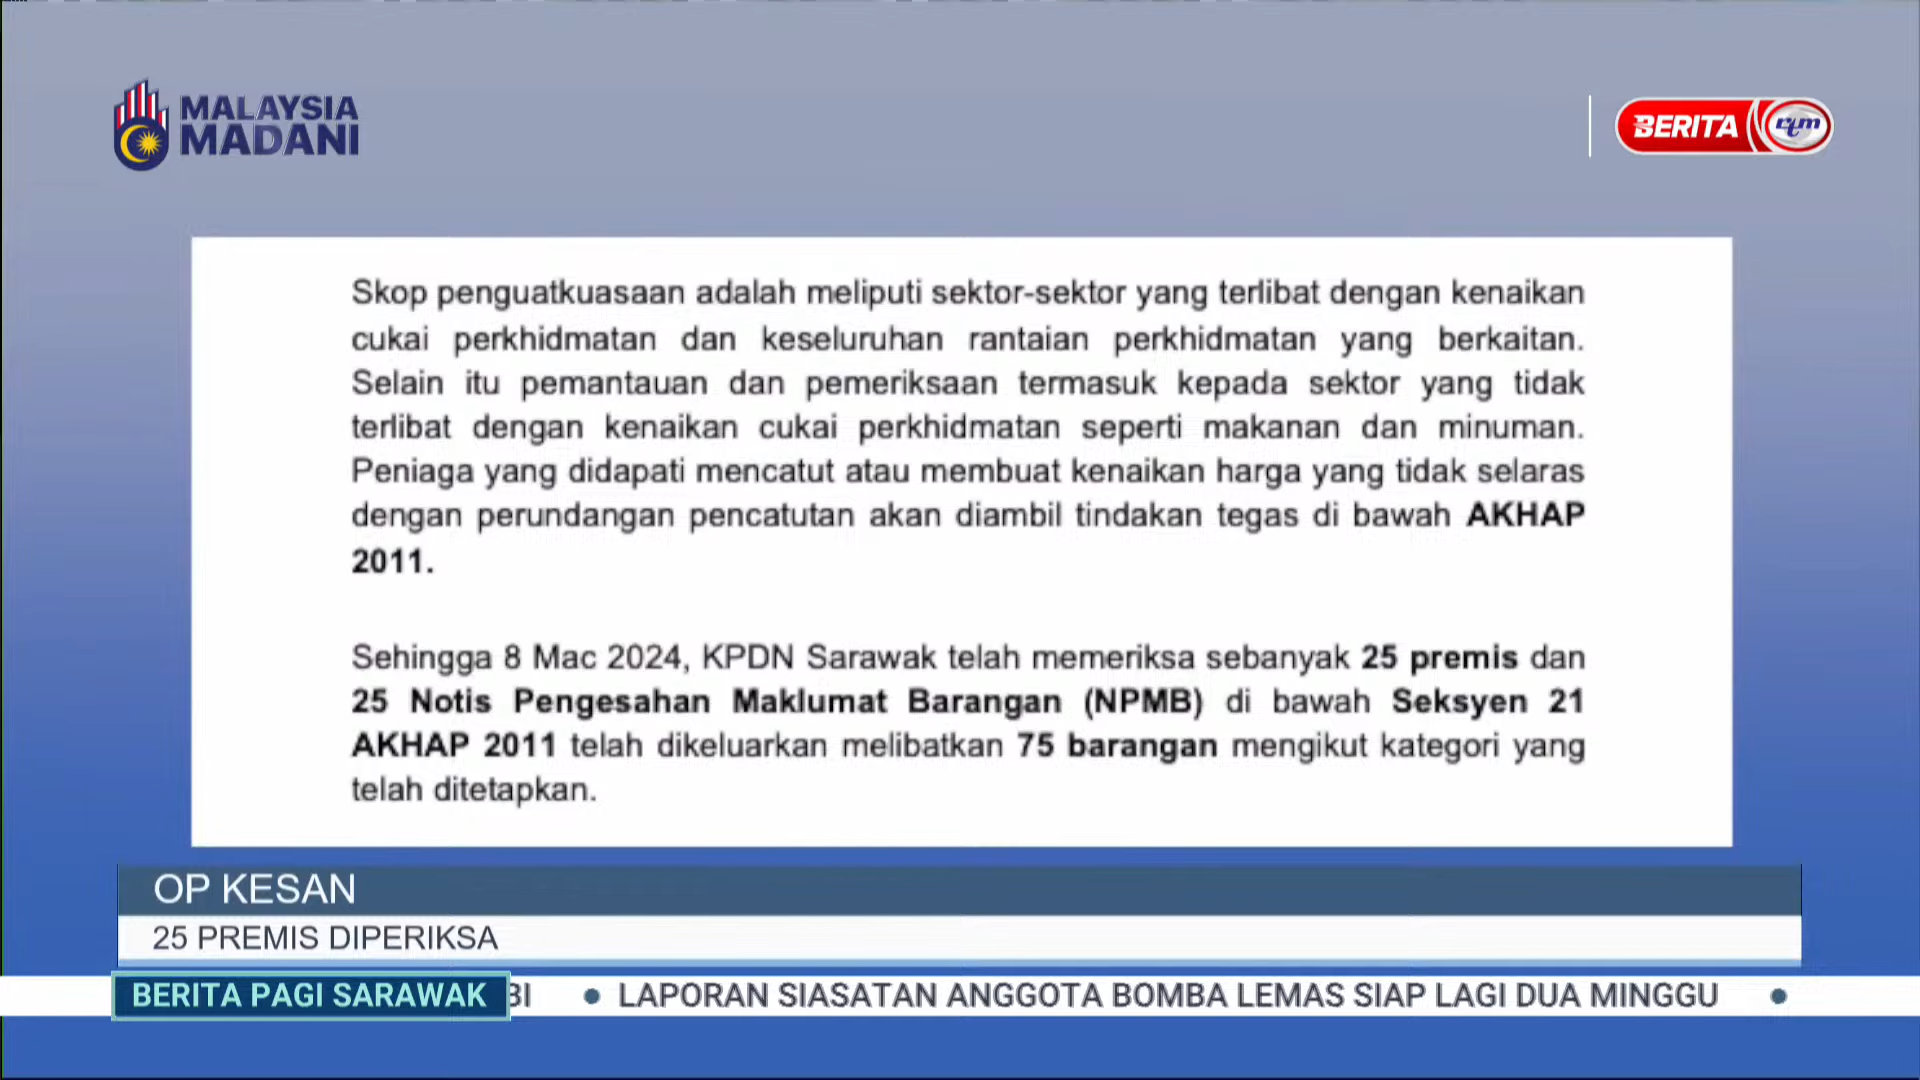 MALAYSIA
MADANI
BERITA rtm
Skop penguatkuasaan adalah meliputi sektor-sektor yang terlibat dengan kenaikan
cukai perkhidmatan dan keseluruhan rantaian perkhidmatan yang berkaitan.
Selain itu pemantauan dan pemeriksaan termasuk kepada sektor yang tidak
terlibat dengan kenaikan cukai perkhidmatan seperti makanan dan minuman.
Peniaga yang didapati mencatut atau membuat kenaikan harga yang tidak selaras
dengan perundangan pencatutan akan diambil tindakan tegas di bawah AKHAP
2011.
Sehingga 8 Mac 2024, KPDN Sarawak telah memeriksa sebanyak 25 premis dan
25 Notis Pengesahan Maklumat Barangan (NPMB) di bawah Seksyen 21
AKHAP 2011 telah dikeluarkan melibatkan 75 barangan mengikut kategori yang
telah ditetapkan.
OP KESAN
25 PREMIS DIPERIKSA
BERITA PAGI SARAWAK • LAPORAN SIASATAN ANGGOTA BOMBA LEMAS SIAP LAGI DUA MINGGU •